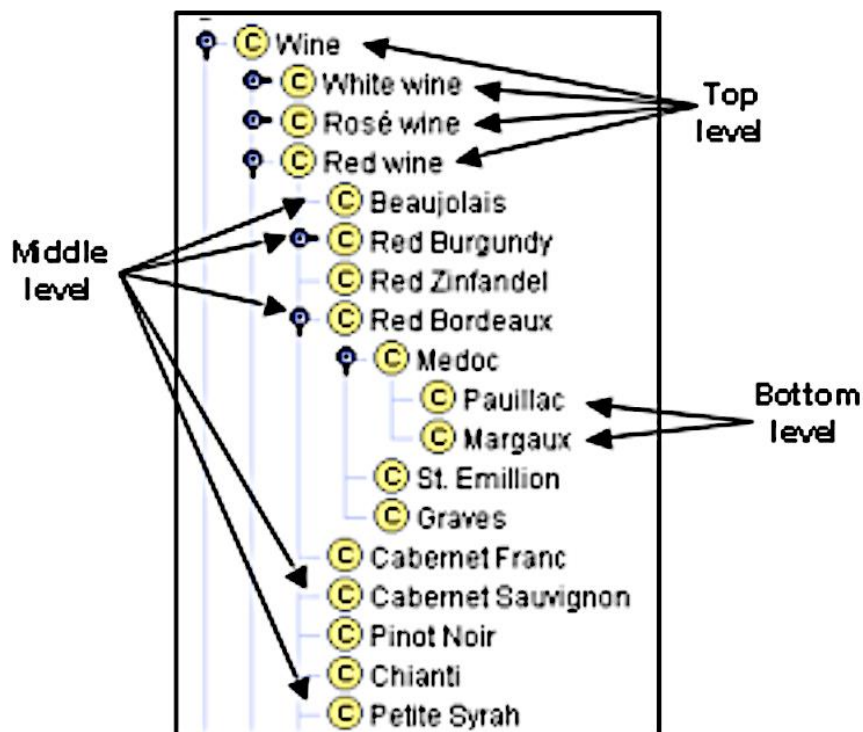 Wine
White wine
Rosé wine
Red wine
Beaujolais
Red Burgundy
Red Zinfandel
Red Bordeaux
Medoc
Pauillac
Margaux
St. Emillion
Graves
Cabernet Franc
Cabernet Sauvignon
Pinot Noir
Chianti
Petite Syrah
Top
level
Middle
level
Bottom
level